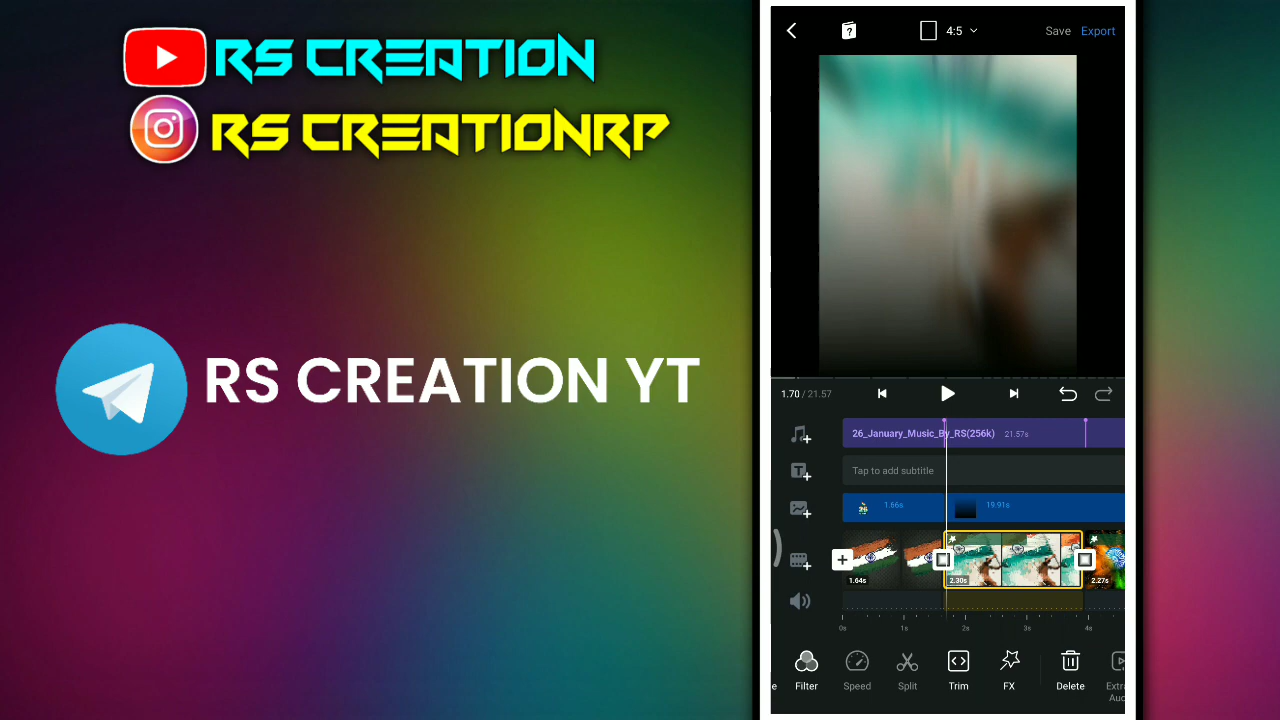 RS CREATION
RS CREATIONRP
RS CREATION YT
4:5
Save
Export
1.70 / 21.57
26_January_Music_By_RS(256k) 21.57s
Tap to add subtitle
26
1.66s
19.91s
1.64s
2.30s
2.27s
0s 1s 2s 3s 4s
Filter
Speed
Split
Trim
FX
Delete